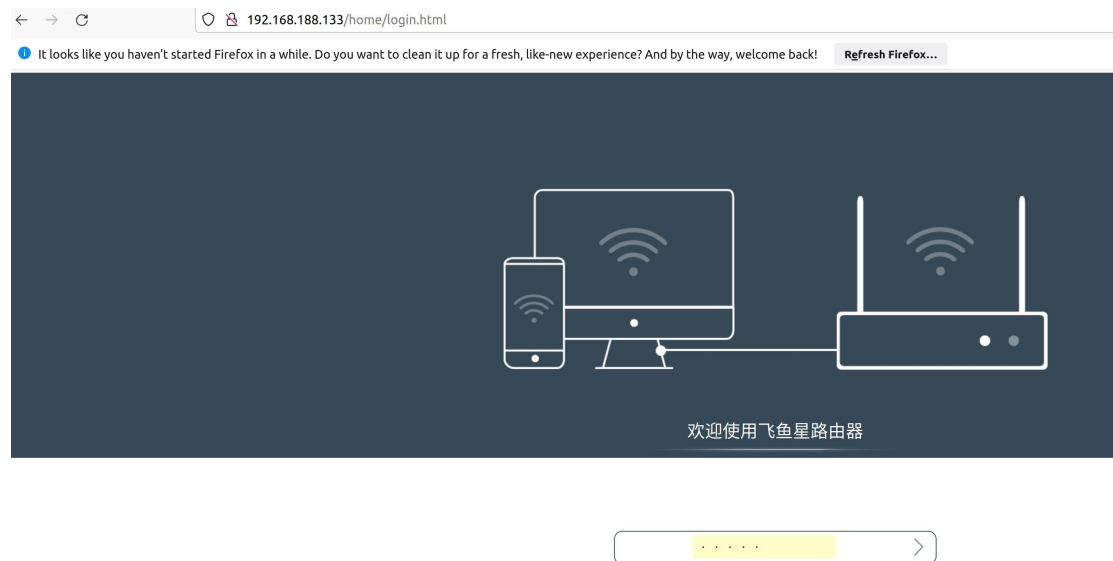 192.168.188.133/home/login.html
It looks like you haven't started Firefox in a while. Do you want to clean it up for a fresh, like-new experience? And by the way, welcome back! Refresh Firefox...
欢迎使用飞鱼星路由器